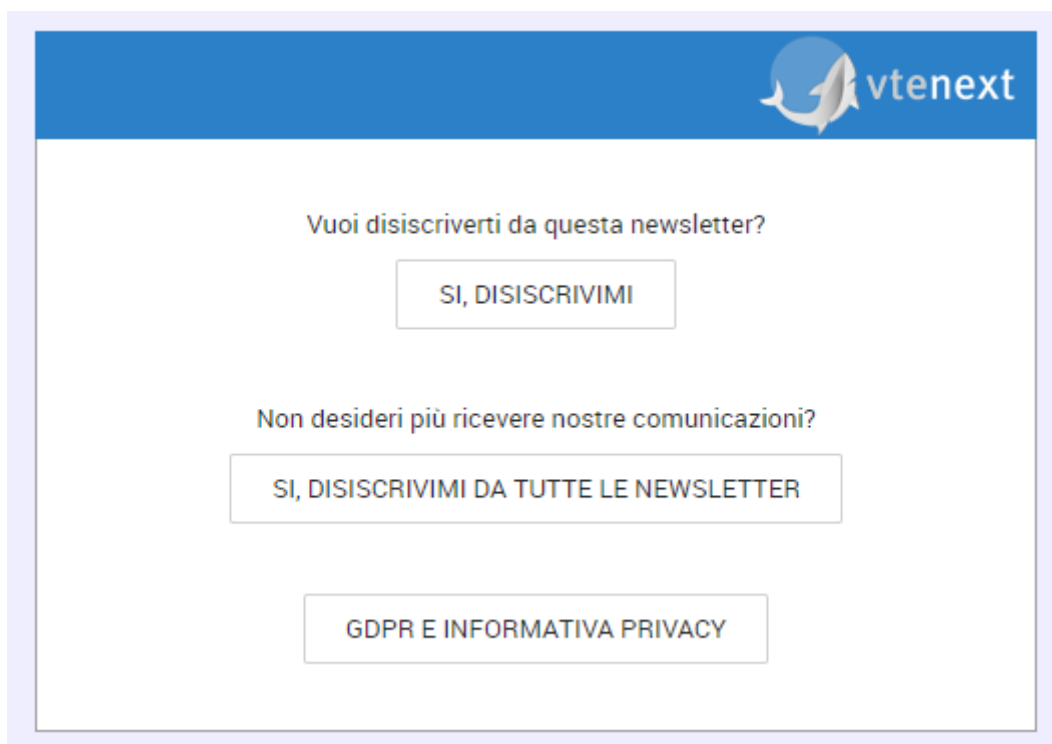 vtenext
Vuoi disiscriverti da questa newsletter?
SI, DISISCRIVIMI
Non desideri più ricevere nostre comunicazioni?
SI, DISISCRIVIMI DA TUTTE LE NEWSLETTER
GDPR E INFORMATIVA PRIVACY